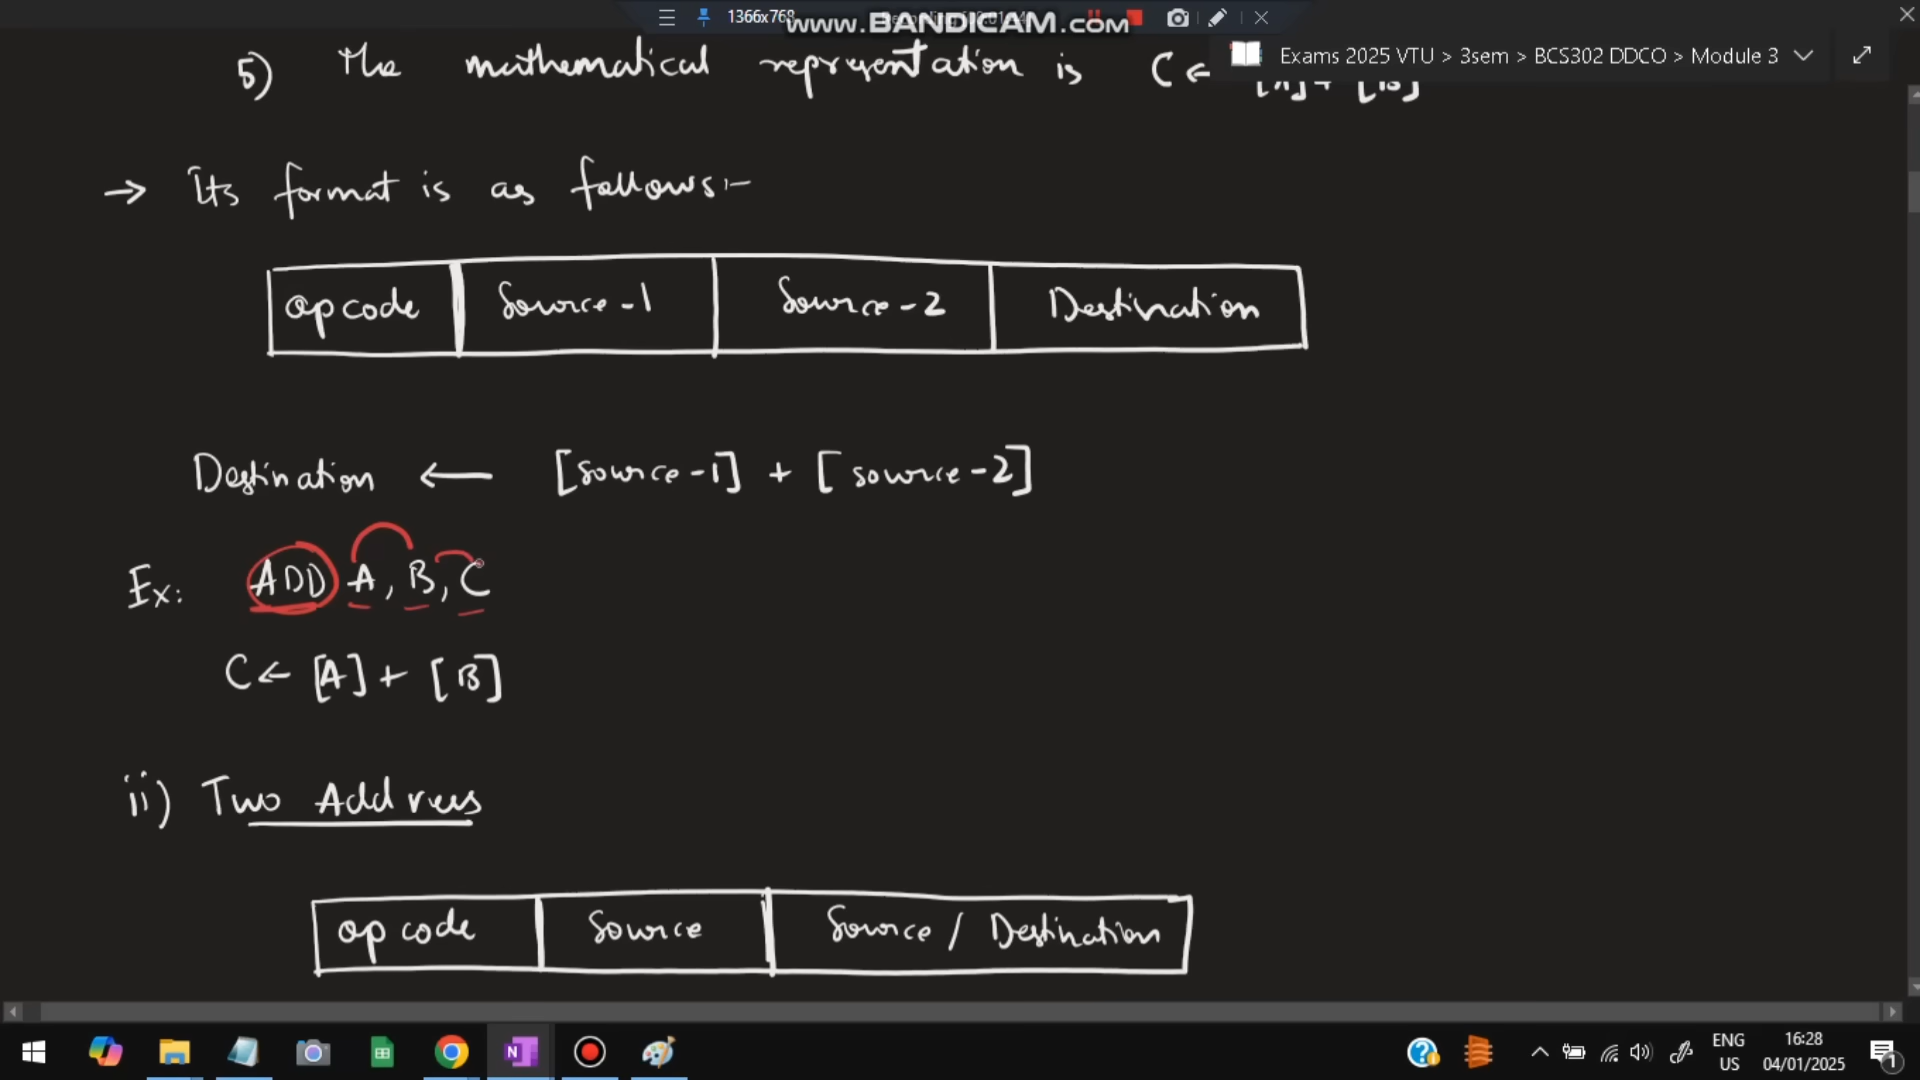 1366x768
www.BANDICAM.com
Exams 2025 VTU > 3sem > BCS302 DDCO > Module 3
5) The mathematical representation is C ← [A] + [B]
→ Its format is as follows:-
opcode Source-1 Source-2 Destination
Destination ← [source-1] + [source-2]
Ex: ADD A, B, C
C ← [A] + [B]
ii) Two Address
opcode Source Source / Destination
ENG
US
16:28
04/01/2025
1